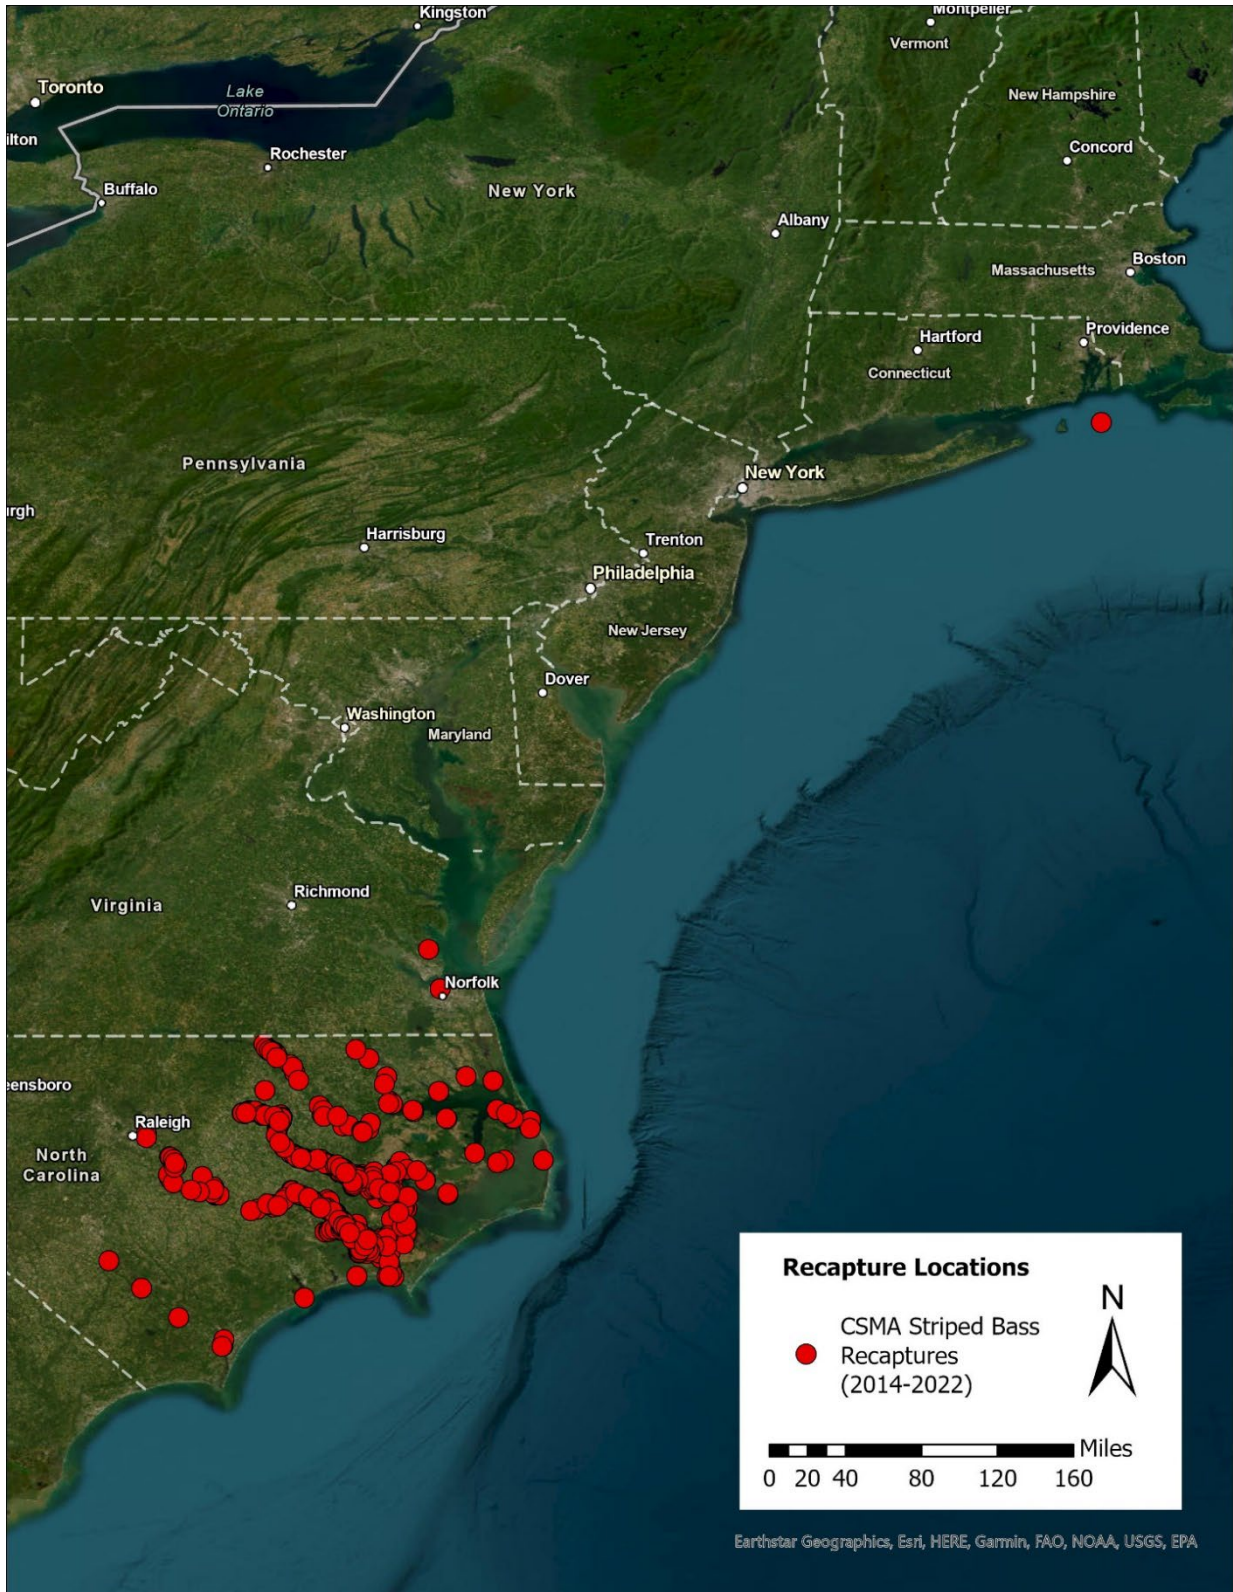 Kingston
Montpelier
Vermont
Toronto
Lake
Ontario
New Hampshire
ilton
Rochester
Concord
Buffalo
New York
Albany
Boston
Massachusetts
Providence
Hartford
Connecticut
Pennsylvania
New York
urgh
Harrisburg
Trenton
Philadelphia
New Jersey
Dover
Washington
Maryland
Richmond
Virginia
Norfolk
eensboro
Raleigh
North
Carolina
Recapture Locations
N
CSMA Striped Bass
Recaptures
(2014-2022)
Miles
0 20 40 80 120 160
Earthstar Geographics, Esri, HERE, Garmin, FAO, NOAA, USGS, EPA